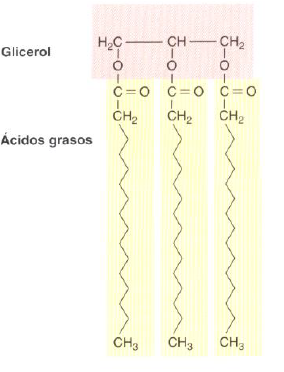 H₂C CH CH₂
Glicerol
O O O
C=O C=O C=O
CH₂ CH₂ CH₂
Ácidos grasos
CH₃ CH₃ CH₃